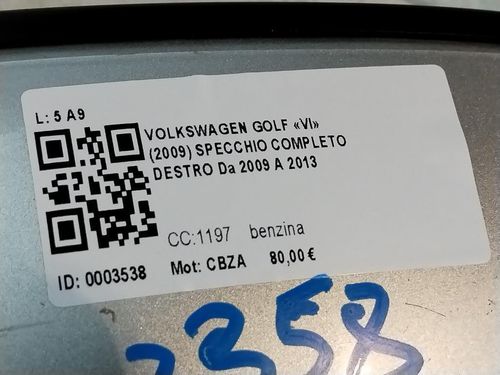 L: 5 A9
VOLKSWAGEN GOLF «VI»
(2009) SPECCHIO COMPLETO
DESTRO Da 2009 A 2013
CC:1197 benzina
ID: 0003538 Mot: CBZA 80,00 €
2358